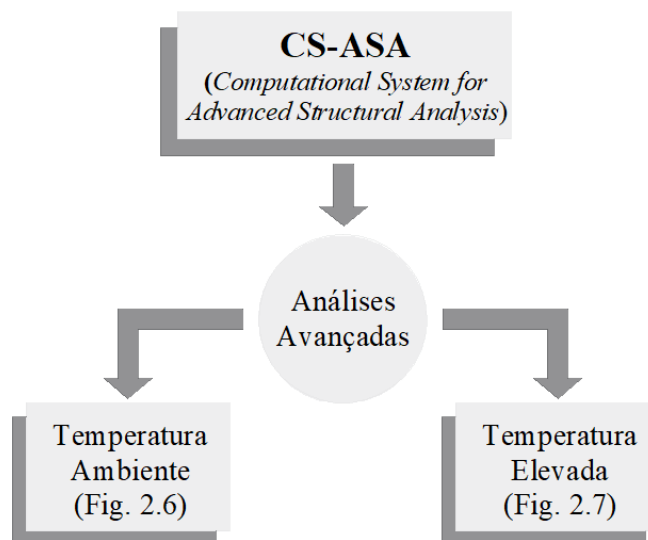 CS-ASA
(Computational System for
Advanced Structural Analysis)
Análises
Avançadas
Temperatura
Ambiente
(Fig. 2.6)
Temperatura
Elevada
(Fig. 2.7)